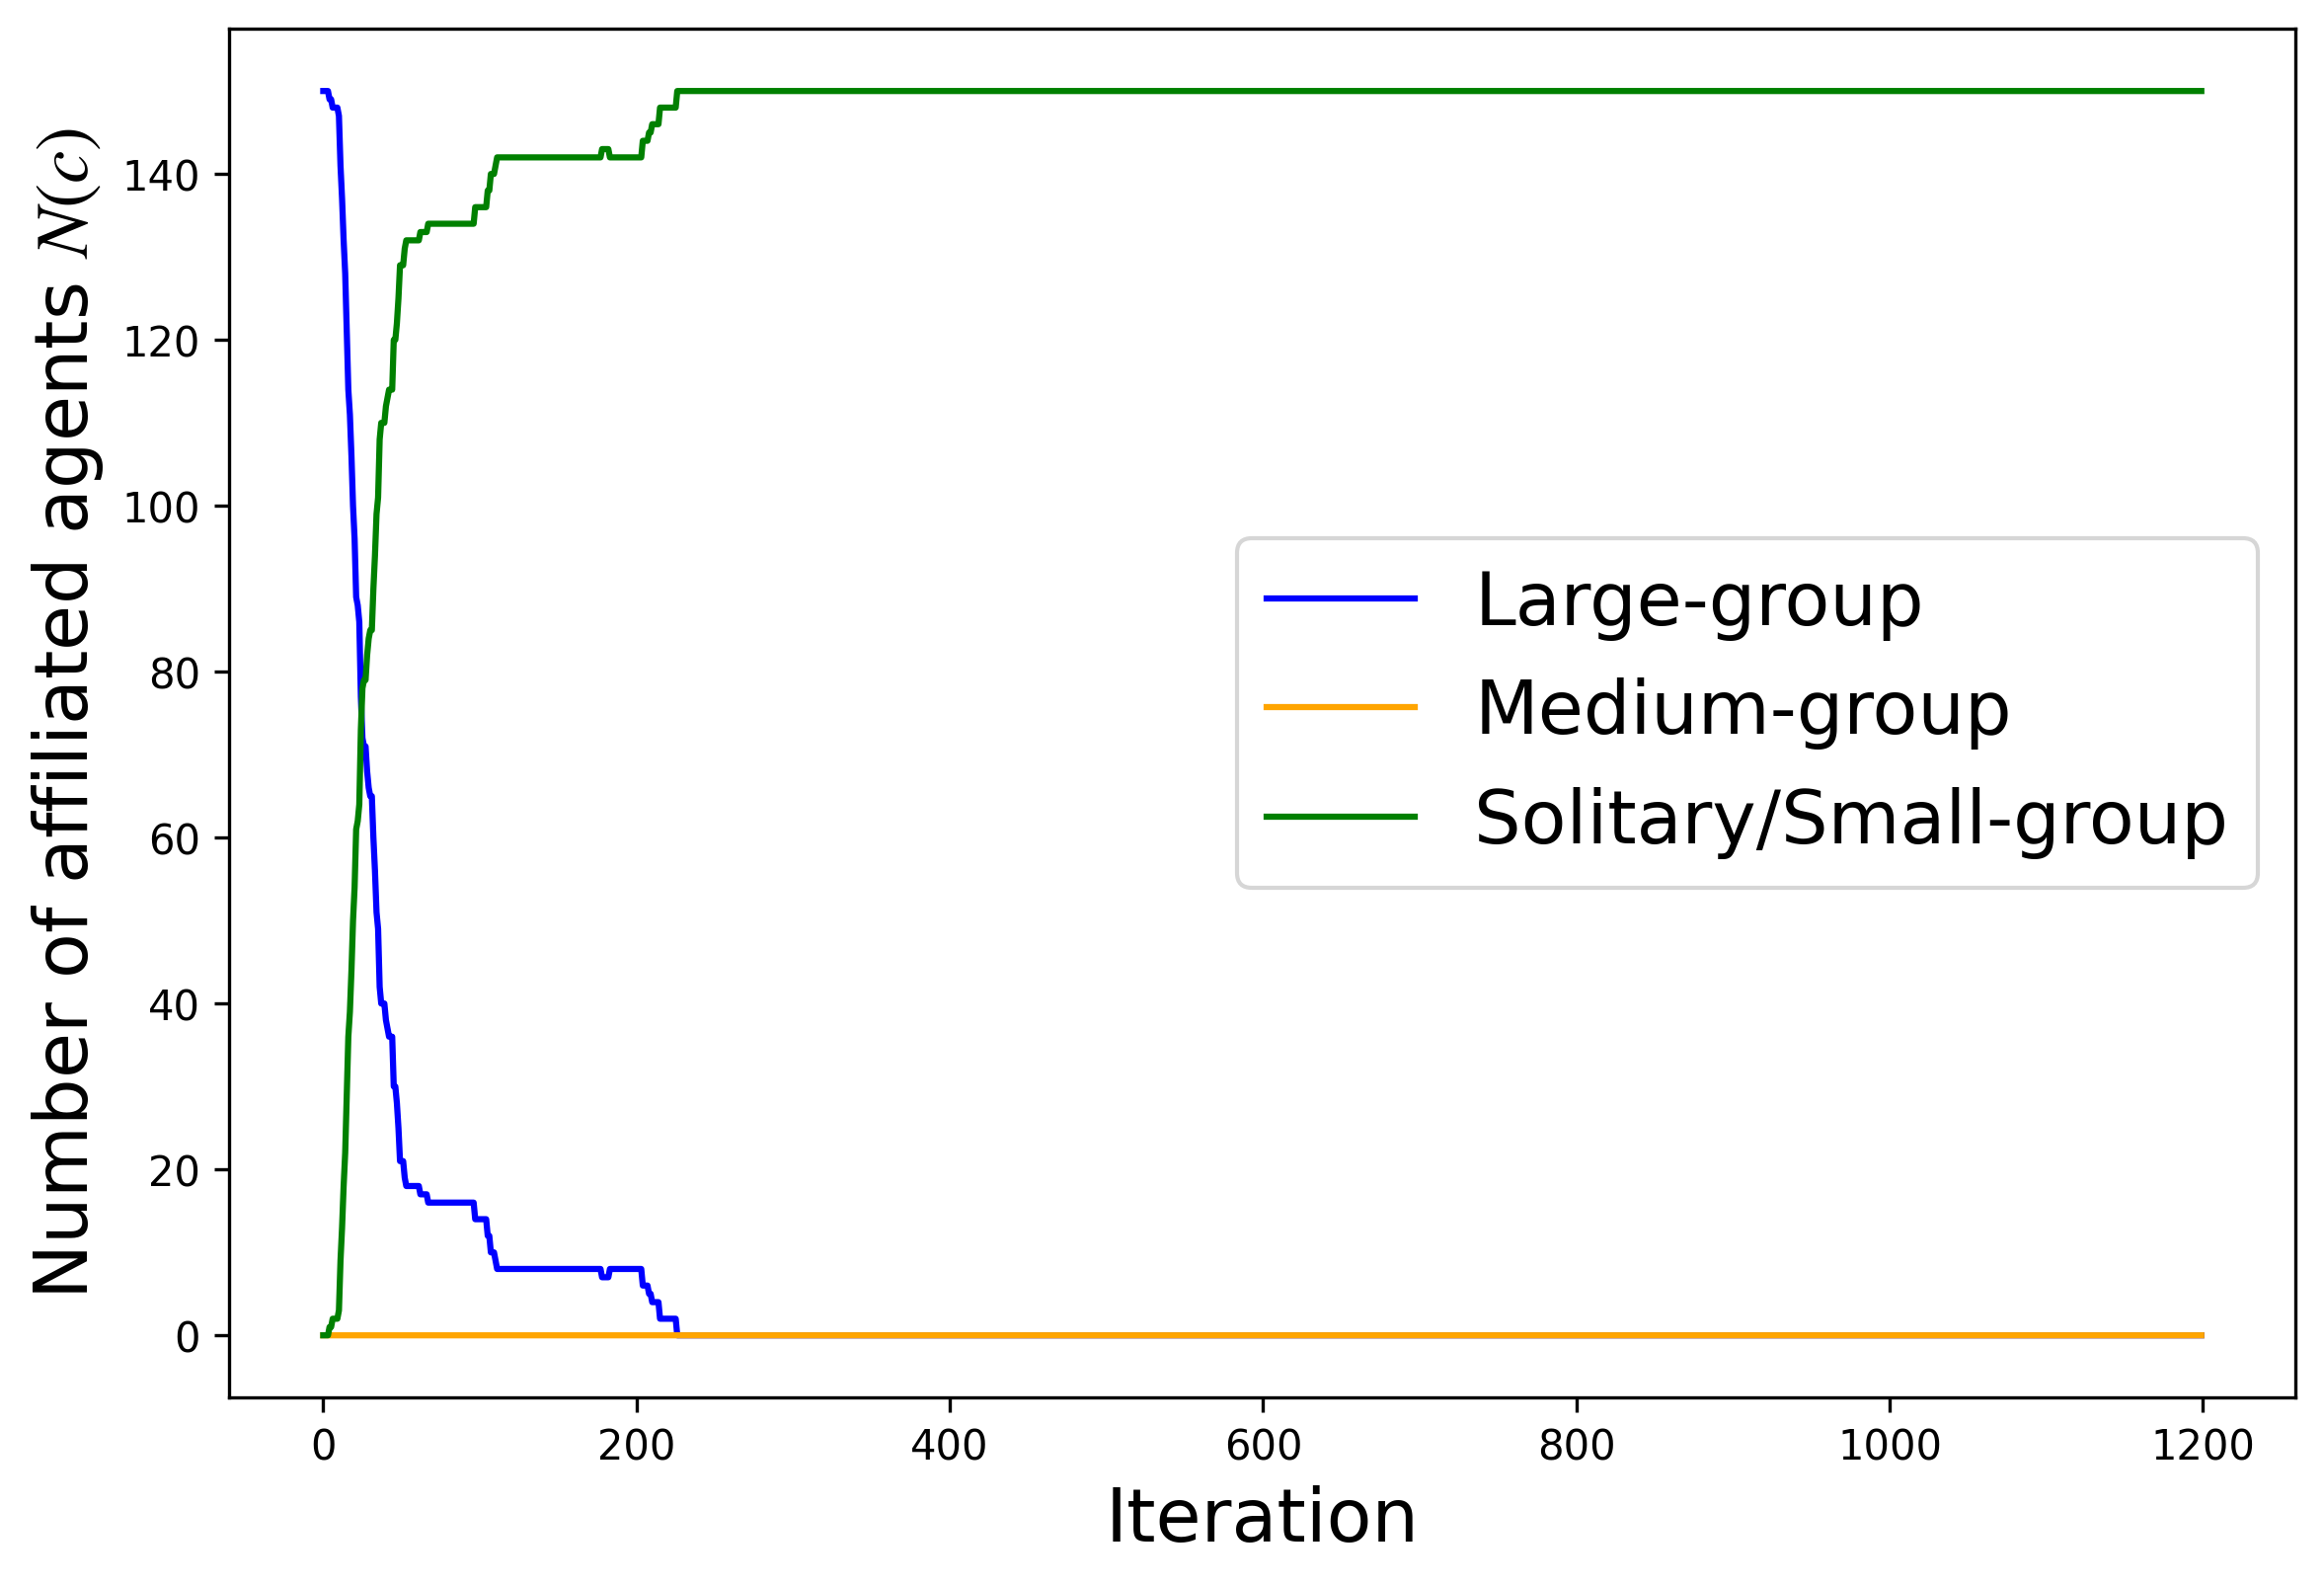 Number of affiliated agents N(c)
140
120
100
80
60
40
20
0
Large-group
Medium-group
Solitary/Small-group
0 200 400 600 800 1000 1200
Iteration